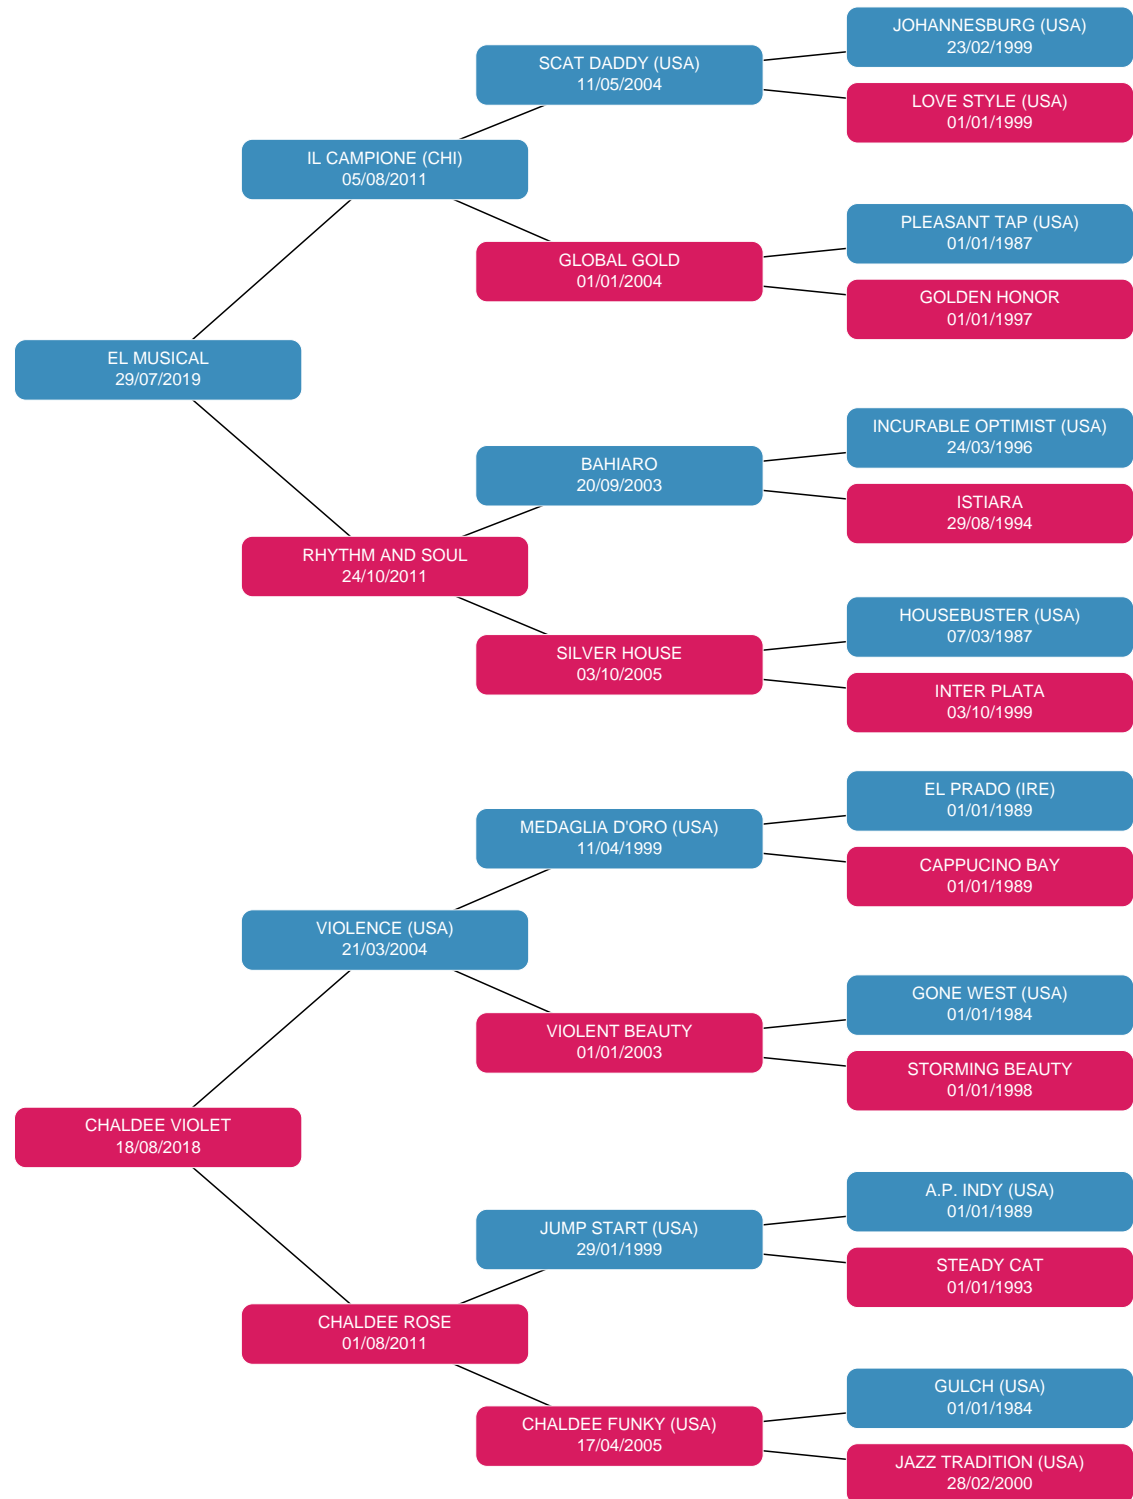 JOHANNESBURG (USA)
23/02/1999
SCAT DADDY (USA)
11/05/2004
LOVE STYLE (USA)
01/01/1999
IL CAMPIONE (CHI)
05/08/2011
PLEASANT TAP (USA)
01/01/1987
GLOBAL GOLD
01/01/2004
GOLDEN HONOR
01/01/1997
EL MUSICAL
29/07/2019
INCURABLE OPTIMIST (USA)
24/03/1996
BAHIARO
20/09/2003
ISTIARA
29/08/1994
RHYTHM AND SOUL
24/10/2011
HOUSEBUSTER (USA)
07/03/1987
SILVER HOUSE
03/10/2005
INTER PLATA
03/10/1999
EL PRADO (IRE)
01/01/1989
MEDAGLIA D'ORO (USA)
11/04/1999
CAPPUCINO BAY
01/01/1989
VIOLENCE (USA)
21/03/2004
GONE WEST (USA)
01/01/1984
VIOLENT BEAUTY
01/01/2003
STORMING BEAUTY
01/01/1998
CHALDEE VIOLET
18/08/2018
A.P. INDY (USA)
01/01/1989
JUMP START (USA)
29/01/1999
STEADY CAT
01/01/1993
CHALDEE ROSE
01/08/2011
GULCH (USA)
01/01/1984
CHALDEE FUNKY (USA)
17/04/2005
JAZZ TRADITION (USA)
28/02/2000